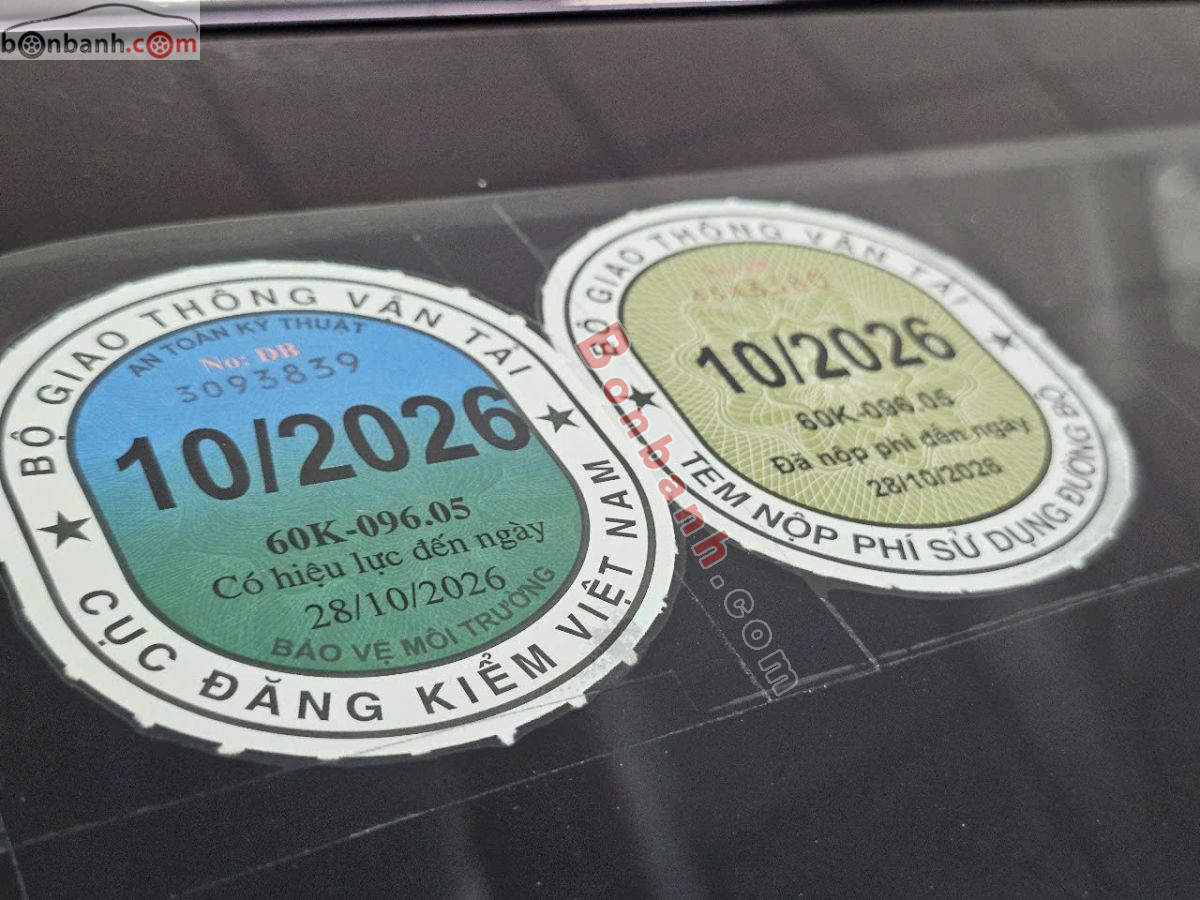 bonbanh.com
BỘ GIAO THÔNG VẬN TẢI
AN TOÀN KỸ THUẬT
No: DB
3093839
10/2026
60K-096.05
Có hiệu lực đến ngày
28/10/2026
BẢO VỆ MÔI TRƯỜNG
CỤC ĐĂNG KIỂM VIỆT NAM
BỘ GIAO THÔNG VẬN TẢI
10/2026
60K-096.05
Đã nộp phí đến ngày
28/10/2026
TEM NỘP PHÍ SỬ DỤNG ĐƯỜNG BỘ
Bonbanh.com